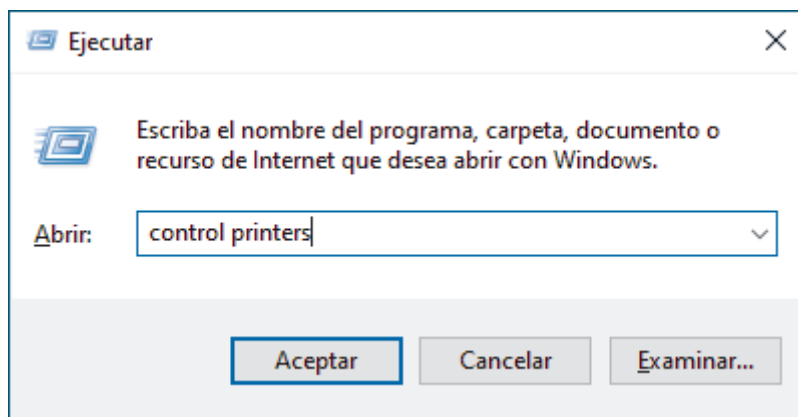 Ejecutar
Escriba el nombre del programa, carpeta, documento o
recurso de Internet que desea abrir con Windows.
Abrir: control printers
Aceptar Cancelar Examinar...